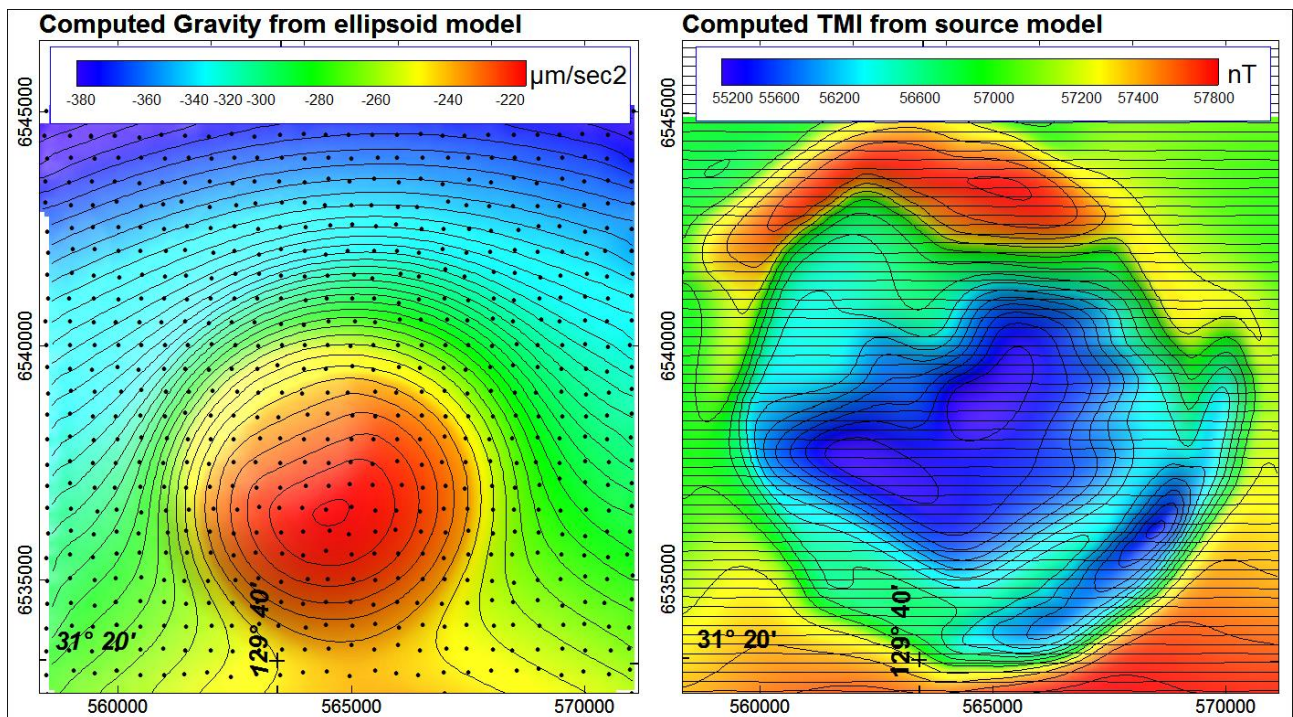 Computed Gravity from ellipsoid model
µm/sec2
-380 -360 -340 -320 -300 -280 -260 -240 -220
6545000
6540000
6535000
31° 20'
129° 40'
560000 565000 570000
Computed TMI from source model
nT
55200 55600 56200 56600 57000 57200 57400 57800
6545000
6540000
6535000
31° 20'
129° 40'
560000 565000 570000